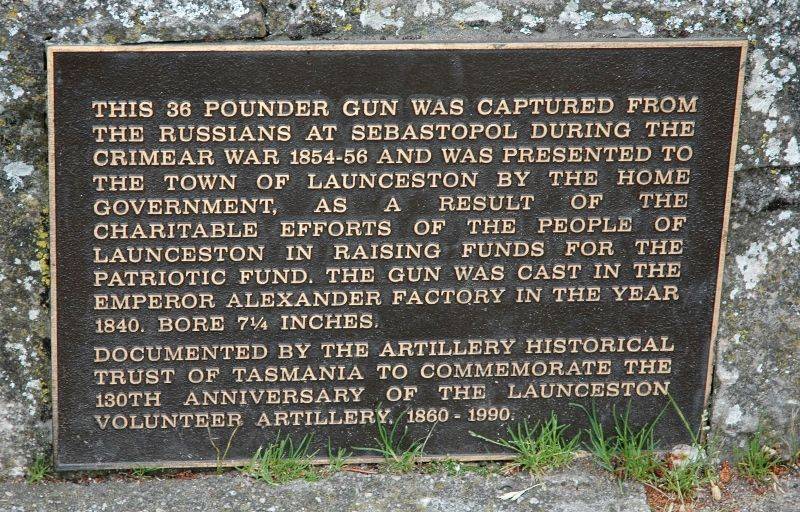 THIS 36 POUNDER GUN WAS CAPTURED FROM
THE RUSSIANS AT SEBASTOPOL DURING THE
CRIMEAR WAR 1854-56 AND WAS PRESENTED TO
THE TOWN OF LAUNCESTON BY THE HOME
GOVERNMENT, AS A RESULT OF THE
CHARITABLE EFFORTS OF THE PEOPLE OF
LAUNCESTON IN RAISING FUNDS FOR THE
PATRIOTIC FUND. THE GUN WAS CAST IN THE
EMPEROR ALEXANDER FACTORY IN THE YEAR
1840. BORE 7¼ INCHES.
DOCUMENTED BY THE ARTILLERY HISTORICAL
TRUST OF TASMANIA TO COMMEMORATE THE
130TH ANNIVERSARY OF THE LAUNCESTON
VOLUNTEER ARTILLERY, 1860 - 1990.